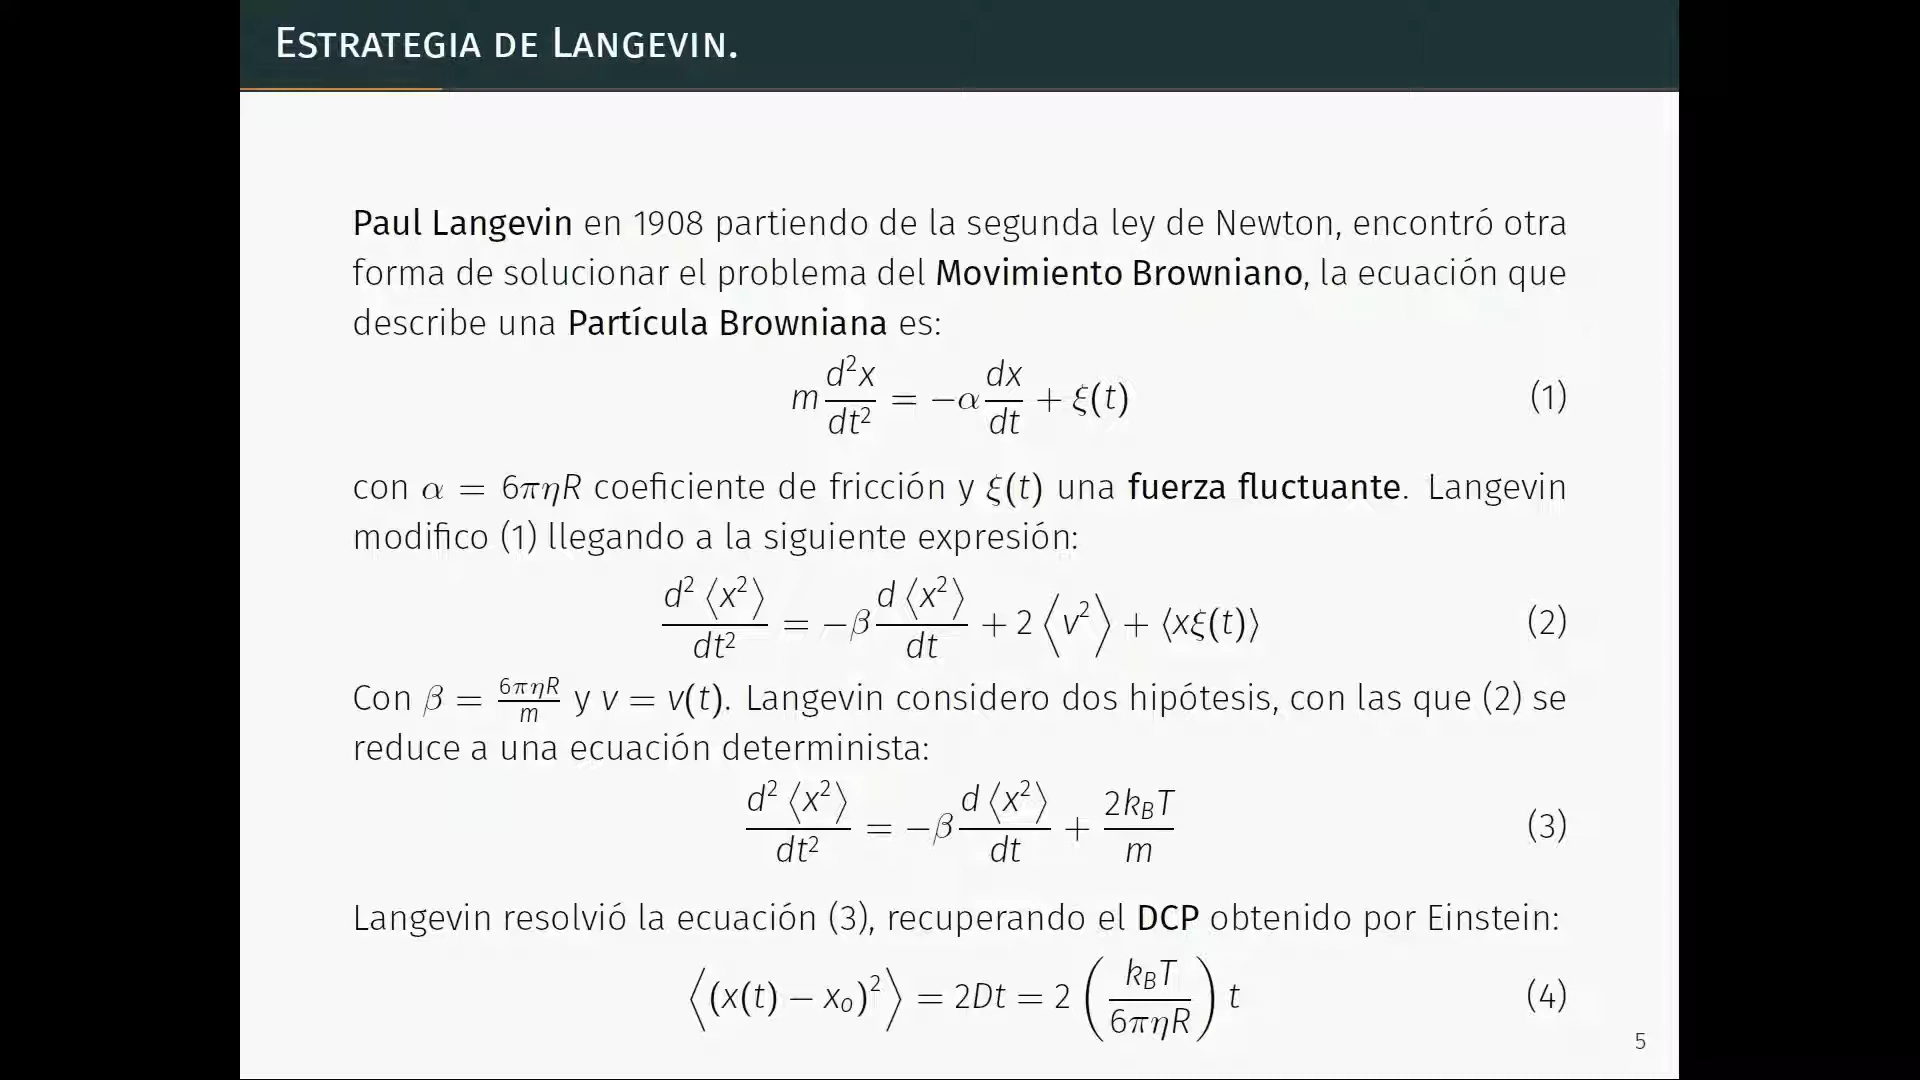 ESTRATEGIA DE LANGEVIN.
Paul Langevin en 1908 partiendo de la segunda ley de Newton, encontró otra
forma de solucionar el problema del Movimiento Browniano, la ecuación que
describe una Partícula Browniana es:
m d²x/dt² = −α dx/dt + ξ(t) (1)
con α = 6πηR coeficiente de fricción y ξ(t) una fuerza fluctuante. Langevin
modifico (1) llegando a la siguiente expresión:
d²⟨x²⟩/dt² = −β d⟨x²⟩/dt + 2⟨v²⟩ + ⟨xξ(t)⟩ (2)
Con β = 6πηR/m y v = v(t). Langevin considero dos hipótesis, con las que (2) se
reduce a una ecuación determinista:
d²⟨x²⟩/dt² = −β d⟨x²⟩/dt + 2k_BT/m (3)
Langevin resolvió la ecuación (3), recuperando el DCP obtenido por Einstein:
⟨(x(t) − x₀)²⟩ = 2Dt = 2 (k_BT/6πηR) t (4)
5